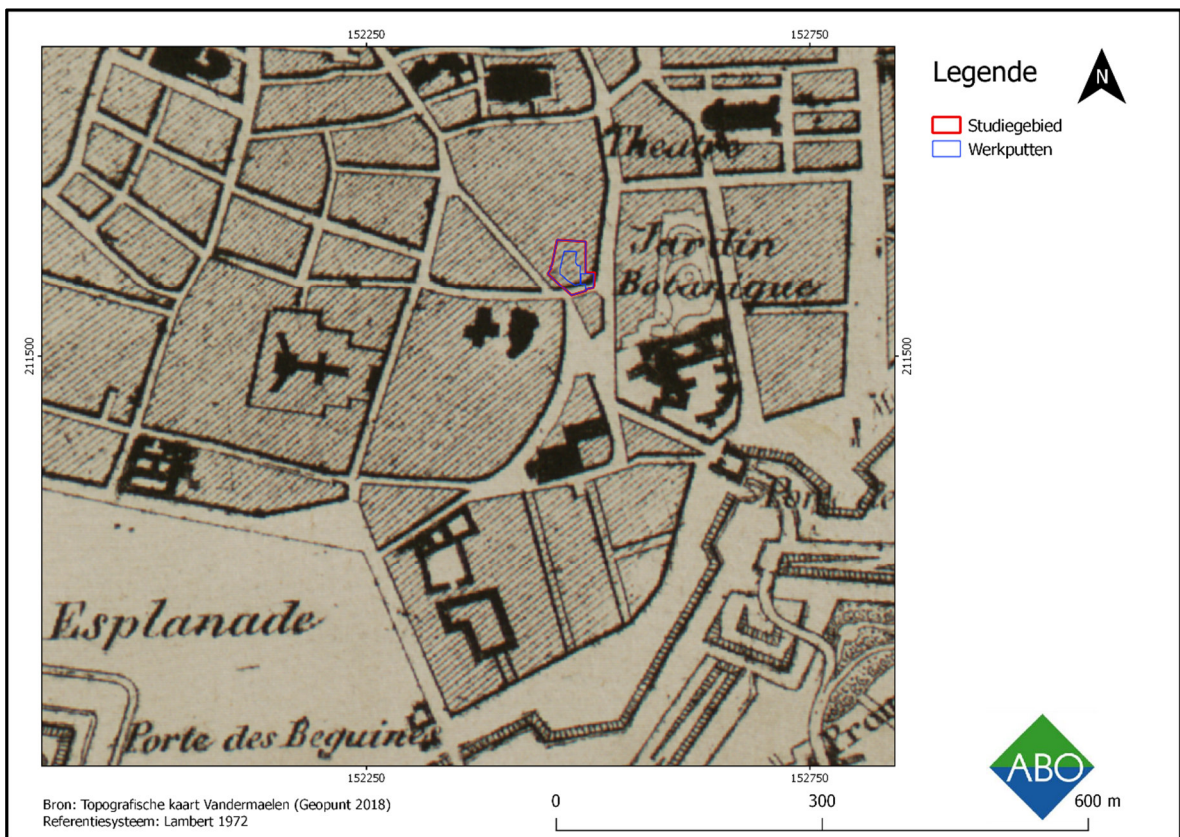 152250
152750
Legende
N
Studiegebied
Werkputten
Theatre
Jardin
Botanique
211500
211500
Esplanade
Porte des Beguines
152250
152750
ABO
Bron: Topografische kaart Vandermaelen (Geopunt 2018)
Referentiesysteem: Lambert 1972
0
300
600 m